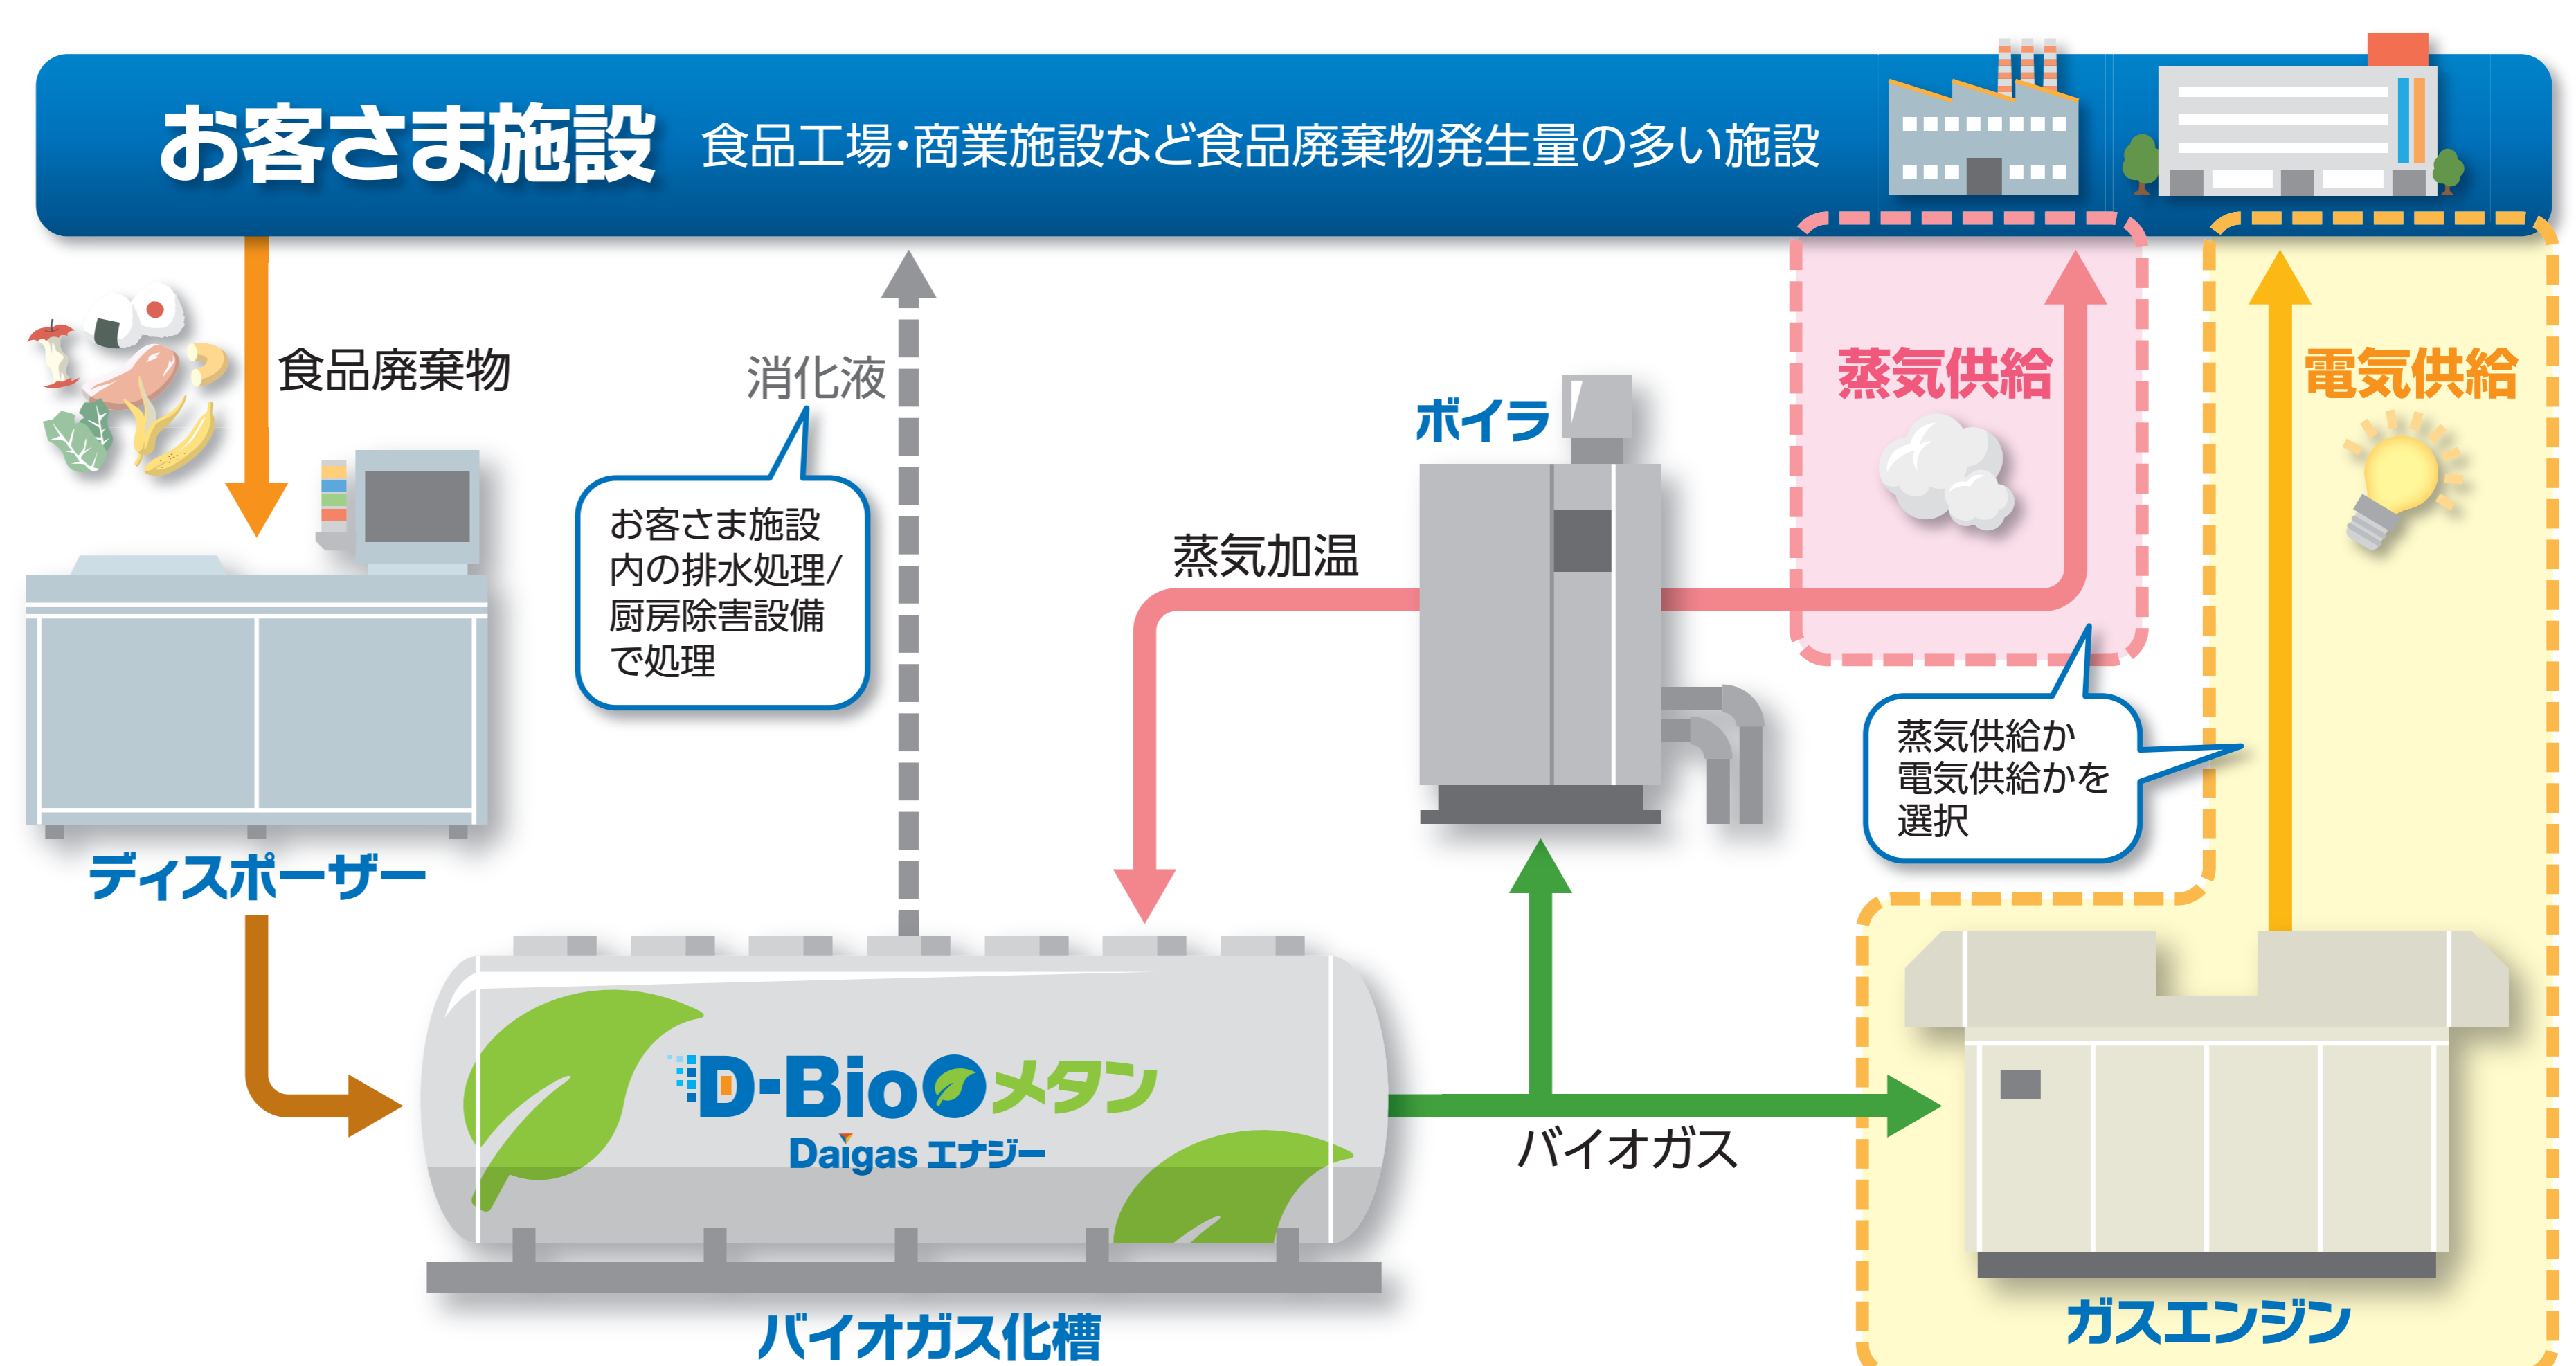 お客さま施設 食品工場・商業施設など食品廃棄物発生量の多い施設
食品廃棄物
消化液
お客さま施設
内の排水処理/
厨房除害設備
で処理
ボイラ
蒸気加温
蒸気供給
電気供給
蒸気供給か
電気供給かを
選択
ディスポーザー
D-Bioメタン
Daigas エナジー
バイオガス
バイオガス化槽
ガスエンジン